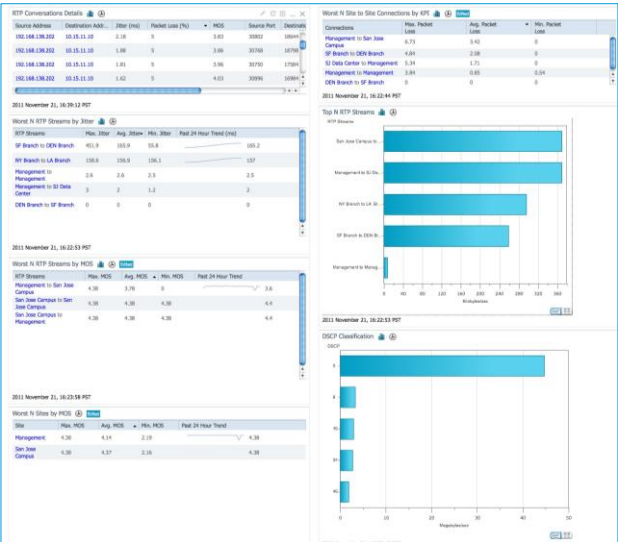 RTP Conversations Details
Source Address Destination Addr... Jitter (ms) Packet Loss (%) MOS Source Port Destinatio
192.168.138.202 10.15.11.10 2.18 5 3.83 30802 18644
192.168.138.202 10.15.11.10 1.88 5 3.86 30768 18798
192.168.138.202 10.15.11.10 1.81 5 3.96 30750 17584
192.168.138.202 10.15.11.10 1.62 5 4.03 30896 16984
2011 November 21, 16:39:12 PST
Worst N RTP Streams by Jitter
RTP Streams Max. Jitter Avg. Jitter Min. Jitter Past 24 Hour Trend (ms)
SF Branch to DEN Branch 451.9 165.9 55.8 165.2
NY Branch to LA Branch 158.6 156.9 156.1 157
Management to Management 2.6 2.6 2.5 2.5
Management to SJ Data Center 3 2 1.2 2
DEN Branch to SF Branch 0 0 0 0
2011 November 21, 16:22:53 PST
Worst N RTP Streams by MOS
RTP Streams Max. MOS Avg. MOS Min. MOS Past 24 Hour Trend
Management to San Jose Campus 4.38 3.78 0 3.6
San Jose Campus to San Jose Campus 4.38 4.38 4.38 4.4
San Jose Campus to Management 4.38 4.38 4.38 4.4
2011 November 21, 16:23:58 PST
Worst N Sites by MOS
Site Max. MOS Avg. MOS Min. MOS Past 24 Hour Trend
Management 4.38 4.14 2.19 4.38
San Jose Campus 4.38 4.37 2.16 4.38
Worst N Site to Site Connections by KPI
Connections Max. Packet Loss Avg. Packet Loss Min. Packet Loss
Management to San Jose Campus 6.73 3.42 0
SF Branch to DEN Branch 4.84 2.08 0
SJ Data Center to Management 5.34 1.71 0
Management to Management 3.84 0.85 0.54
DEN Branch to SF Branch 0 0 0
2011 November 21, 16:22:44 PST
Top N RTP Streams
RTP Streams
San Jose Campus to ...
Management to SJ Da...
NY Branch to LA Br...
SF Branch to DEN B...
Management to Manag...
0 40 80 120 160 200 240 280 320 360
Kilobytes/sec
2011 November 21, 16:22:53 PST
DSCP Classification
DSCP
0 10 20 30 40 50
Megabytes/sec